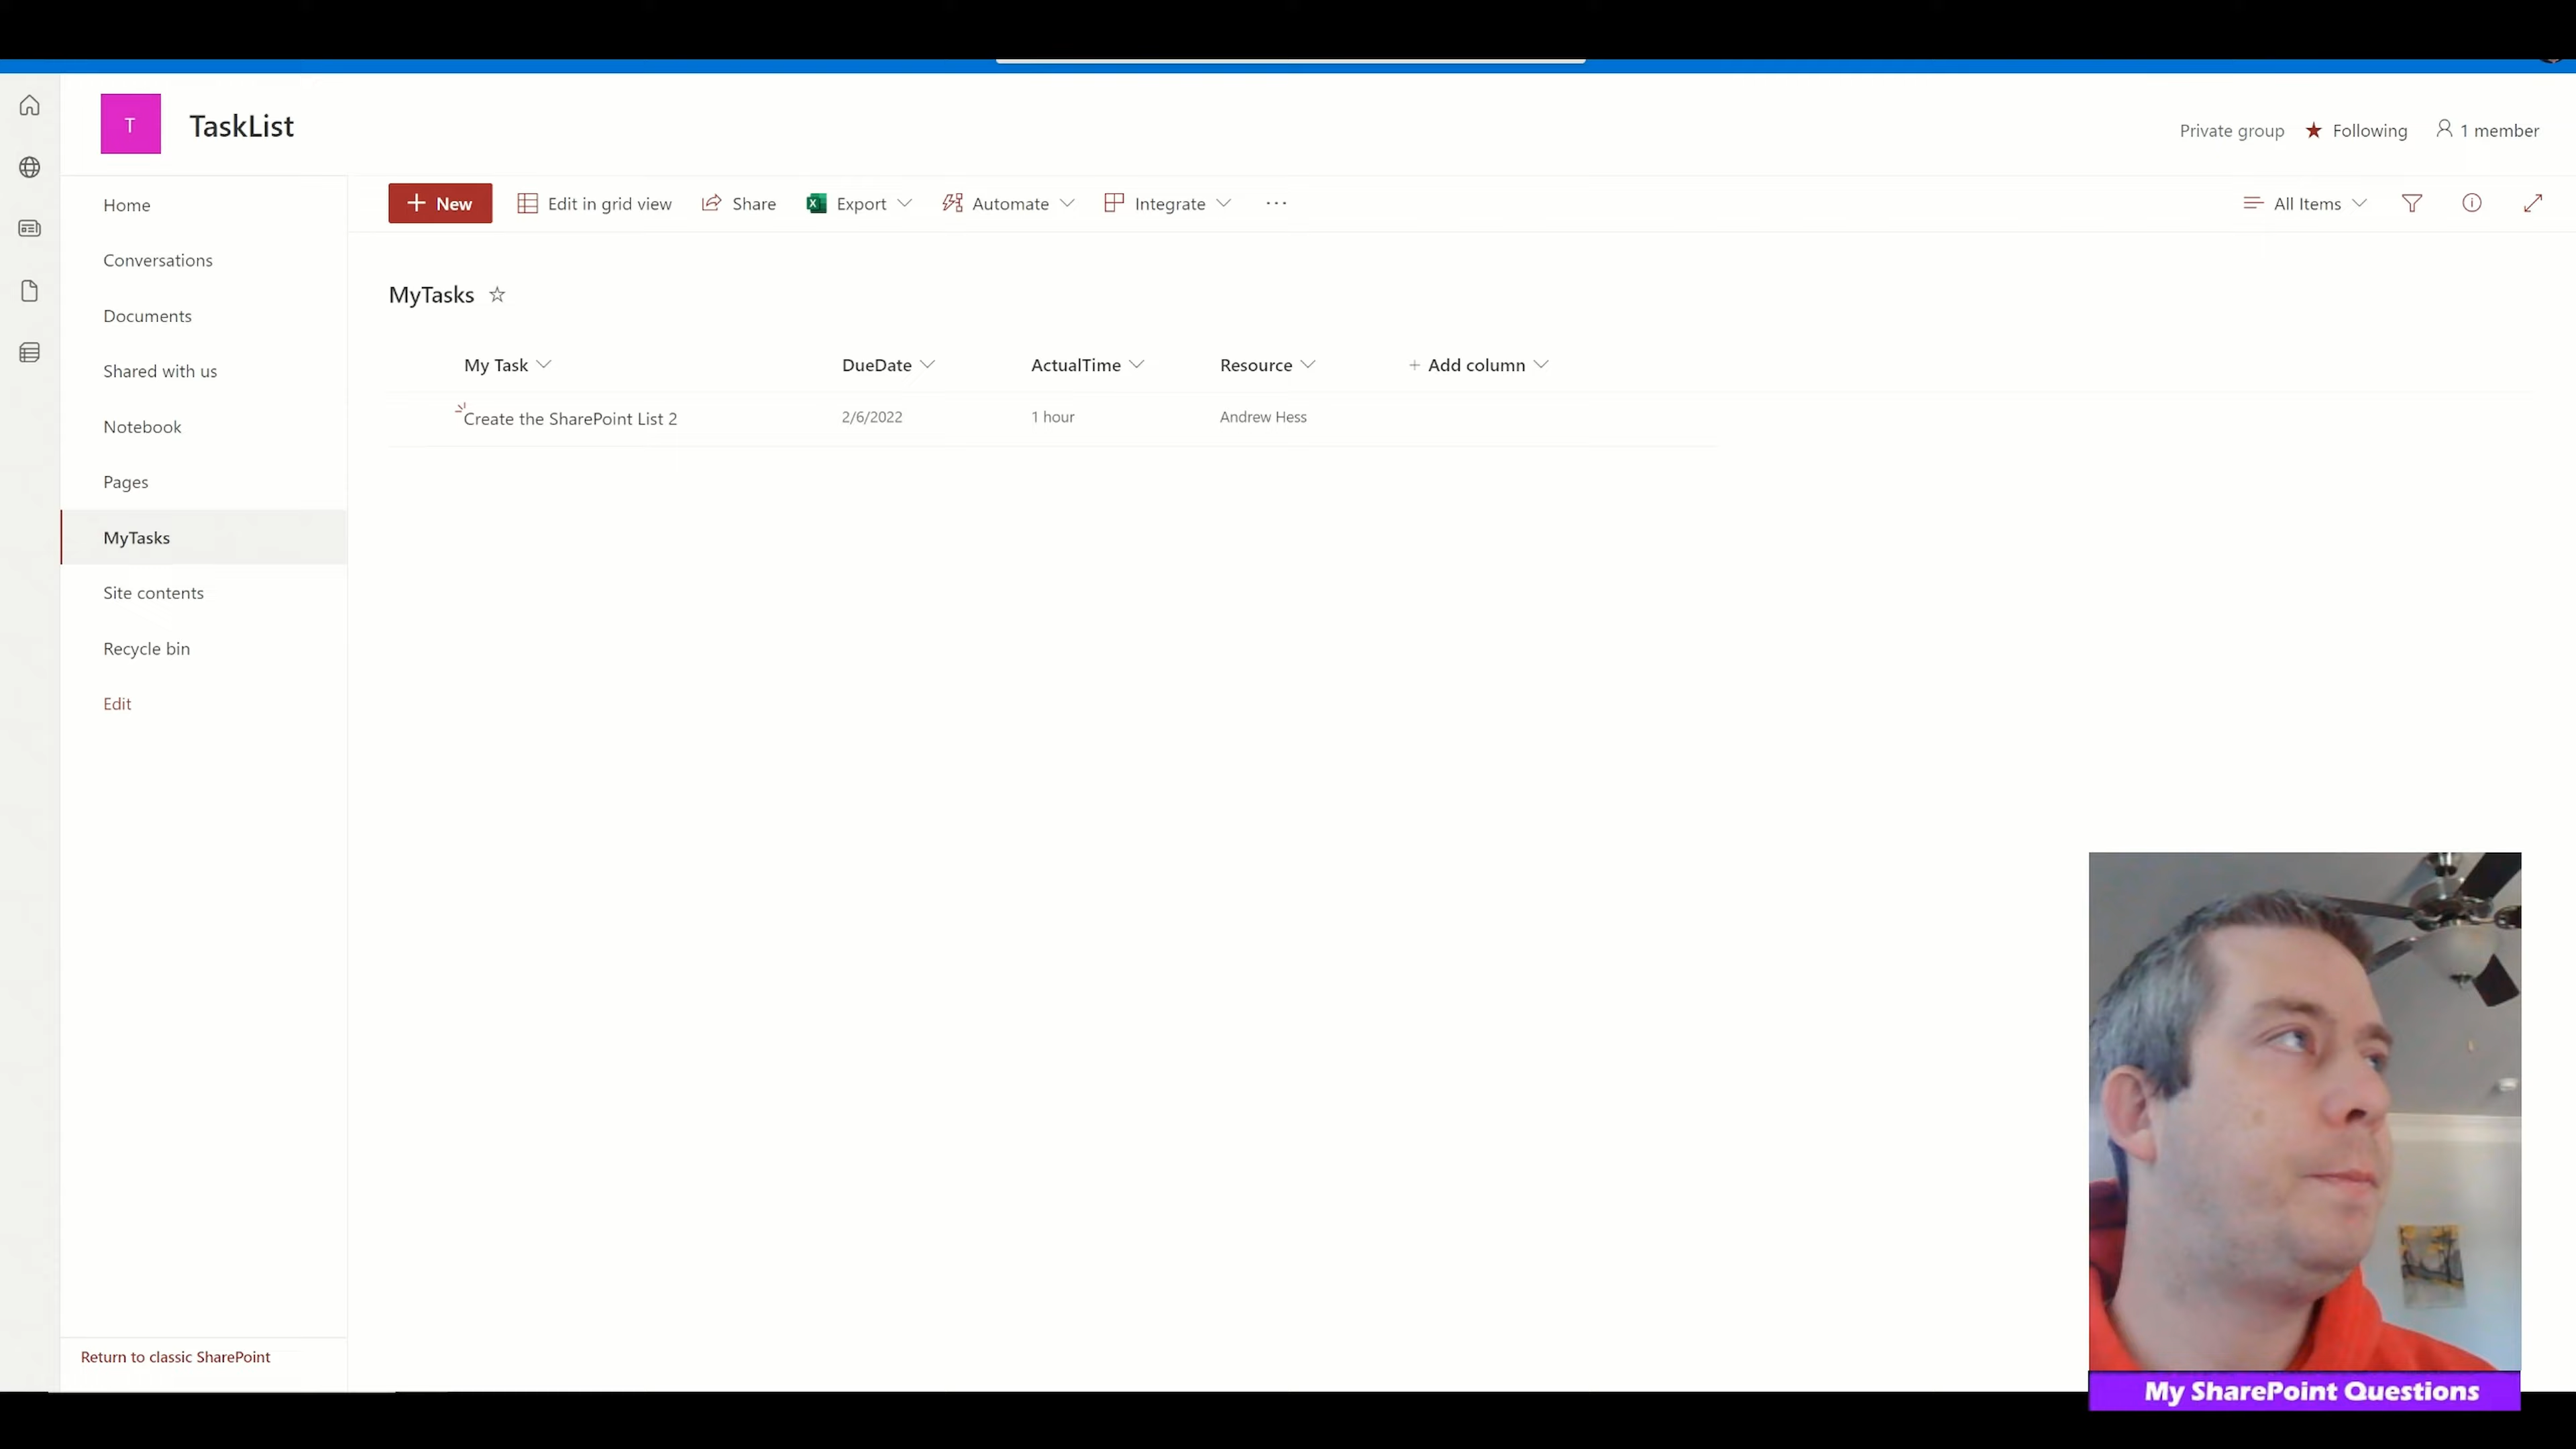 T
TaskList
Private group
Following
1 member
Home
Conversations
Documents
Shared with us
Notebook
Pages
MyTasks
Site contents
Recycle bin
Edit
Return to classic SharePoint
New
Edit in grid view
Share
Export
Automate
Integrate
All Items
MyTasks
My Task
DueDate
ActualTime
Resource
+ Add column
Create the SharePoint List 2
2/6/2022
1 hour
Andrew Hess
My SharePoint Questions